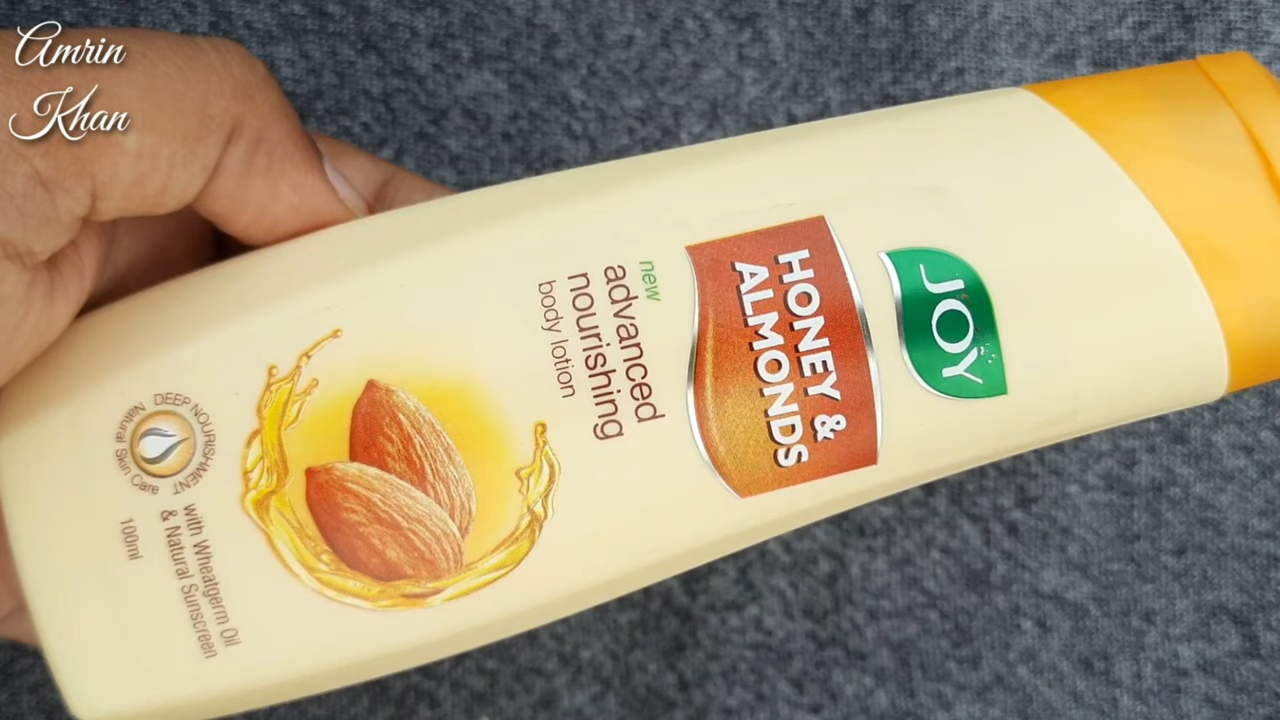 Amrin
Khan
JOY
HONEY &
ALMONDS
new
advanced
nourishing
body lotion
DEEP NOURISHMENT
Natural Skin Care
with Wheatgerm Oil
& Natural Sunscreen
100ml